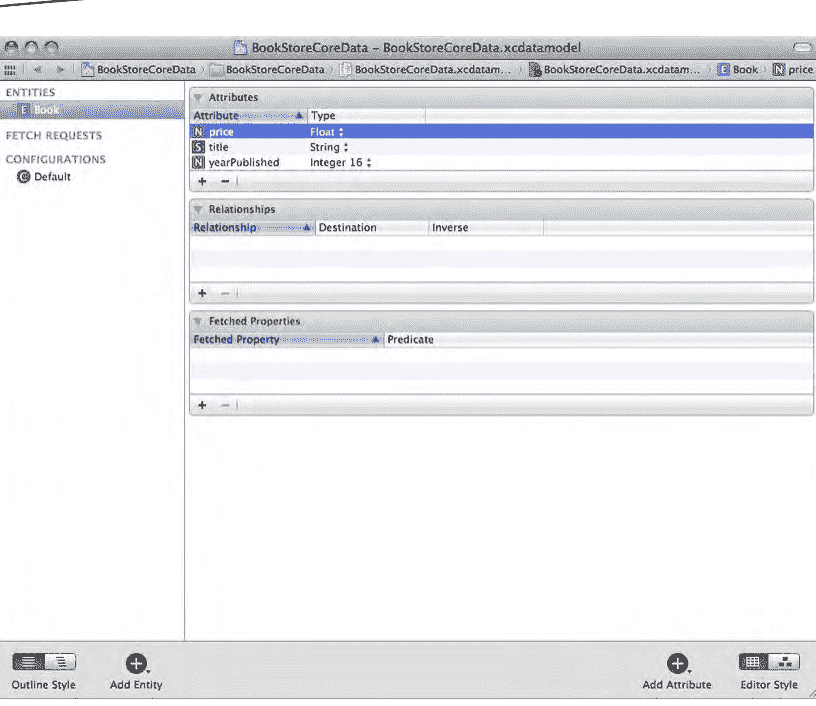 BookStoreCoreData – BookStoreCoreData.xcdatamodel
BookStoreCoreData BookStoreCoreData BookStoreCoreData.xcdatam... BookStoreCoreData.xcdatam... E Book N price
ENTITIES
E Book
FETCH REQUESTS
CONFIGURATIONS
C Default
Attributes
Attribute Type
N price Float
S title String
N yearPublished Integer 16
+ −
Relationships
Relationship Destination Inverse
+ −
Fetched Properties
Fetched Property Predicate
+ −
Outline Style Add Entity Add Attribute Editor Style